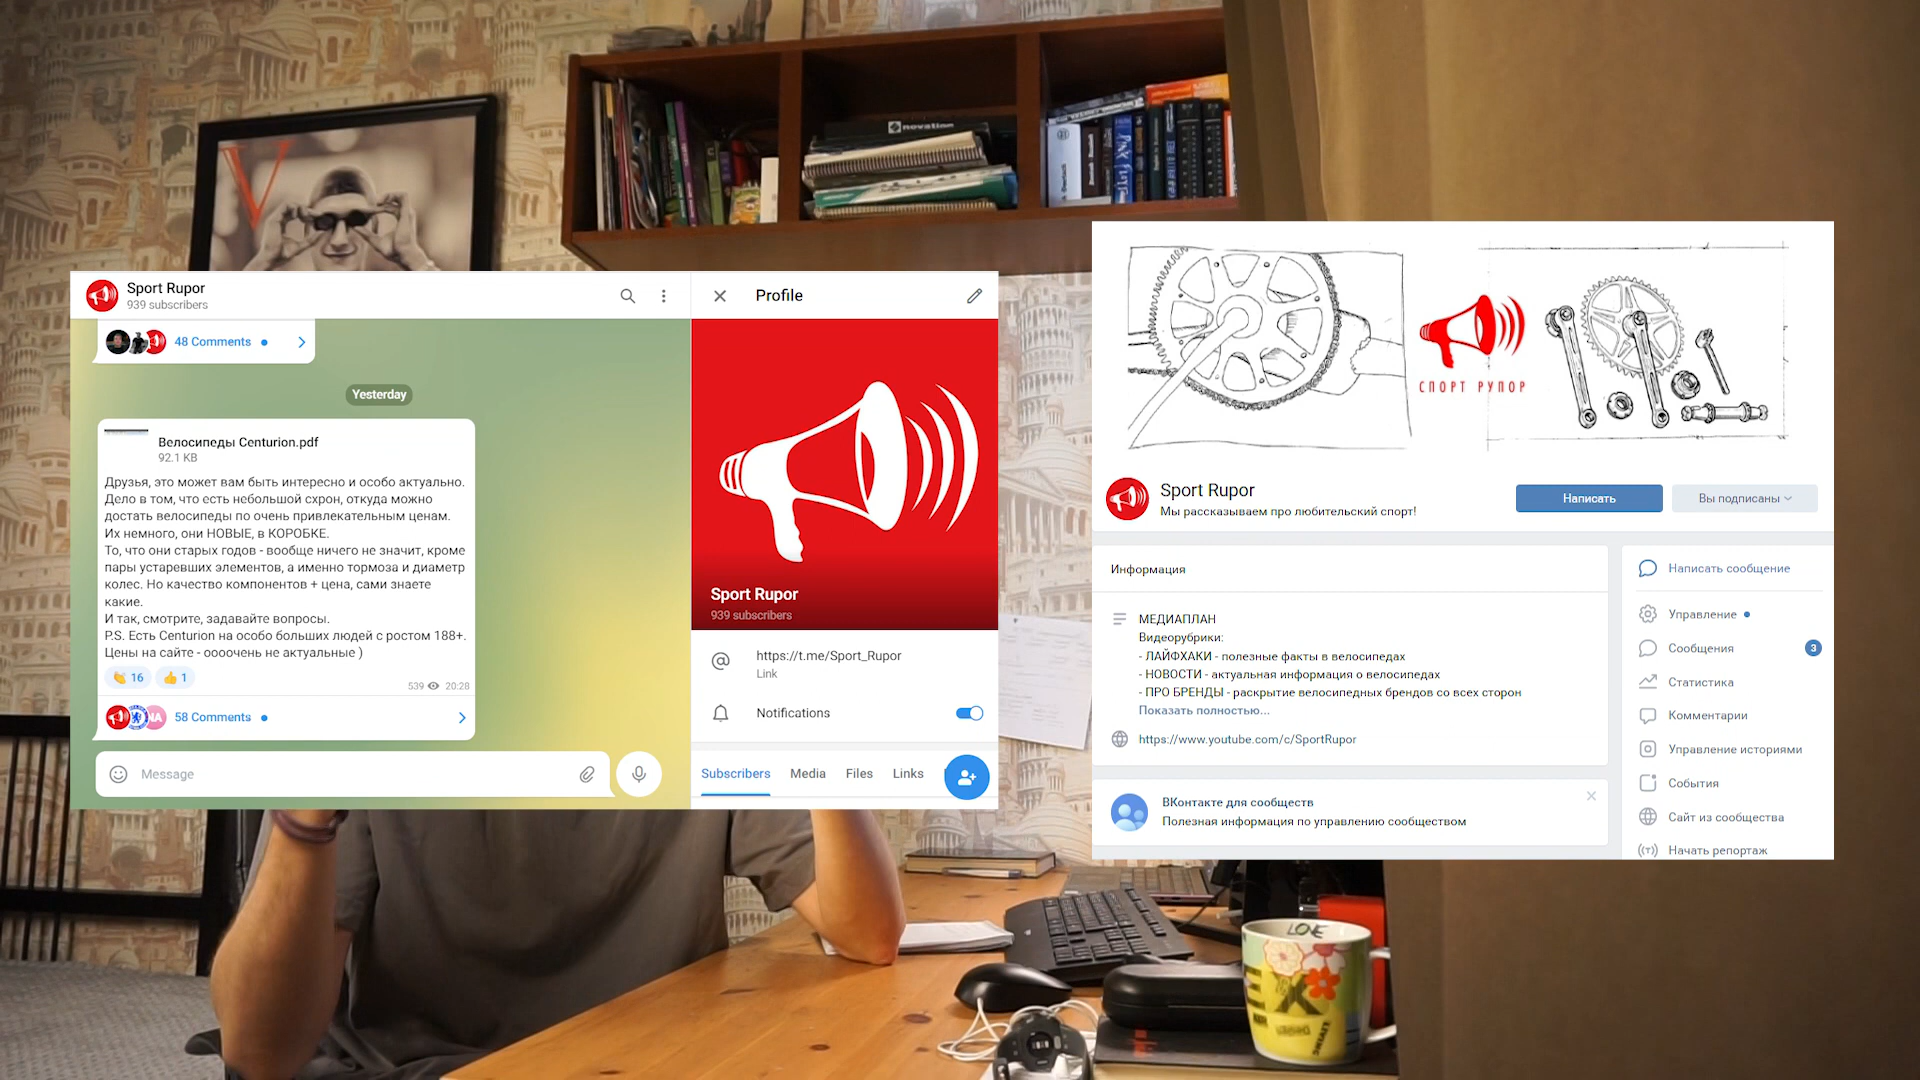 V
novatine
Sport Rupor
939 subscribers
48 Comments
Yesterday
Велосипеды Centurion.pdf
92.1 KB
Друзья, это может вам быть интересно и особо актуально.
Дело в том, что есть небольшой схрон, откуда можно
достать велосипеды по очень привлекательным ценам.
Их немного, они НОВЫЕ, в КОРОБКЕ.
То, что они старых годов - вообще ничего не значит, кроме
пары устаревших элементов, а именно тормоза и диаметр
колес. Но качество компонентов + цена, сами знаете
какие.
И так, смотрите, задавайте вопросы.
P.S. Есть Centurion на особо больших людей с ростом 188+.
Цены на сайте - оооочень не актуальные )
16
1
539
20:28
NA
58 Comments
Message
Profile
Sport Rupor
939 subscribers
https://t.me/Sport_Rupor
Link
Notifications
Subscribers
Media
Files
Links
СПОРТ РУПОР
Sport Rupor
Мы рассказываем про любительский спорт!
Написать
Вы подписаны
Информация
МЕДИАПЛАН
Видеорубрики:
- ЛАЙФХАКИ - полезные факты в велосипедах
- НОВОСТИ - актуальная информация о велосипедах
- ПРО БРЕНДЫ - раскрытие велосипедных брендов со всех сторон
Показать полностью...
https://www.youtube.com/c/SportRupor
ВКонтакте для сообществ
Полезная информация по управлению сообществом
Написать сообщение
Управление
Сообщения
3
Статистика
Комментарии
Управление историями
События
Сайт из сообщества
Начать репортаж
LOVE